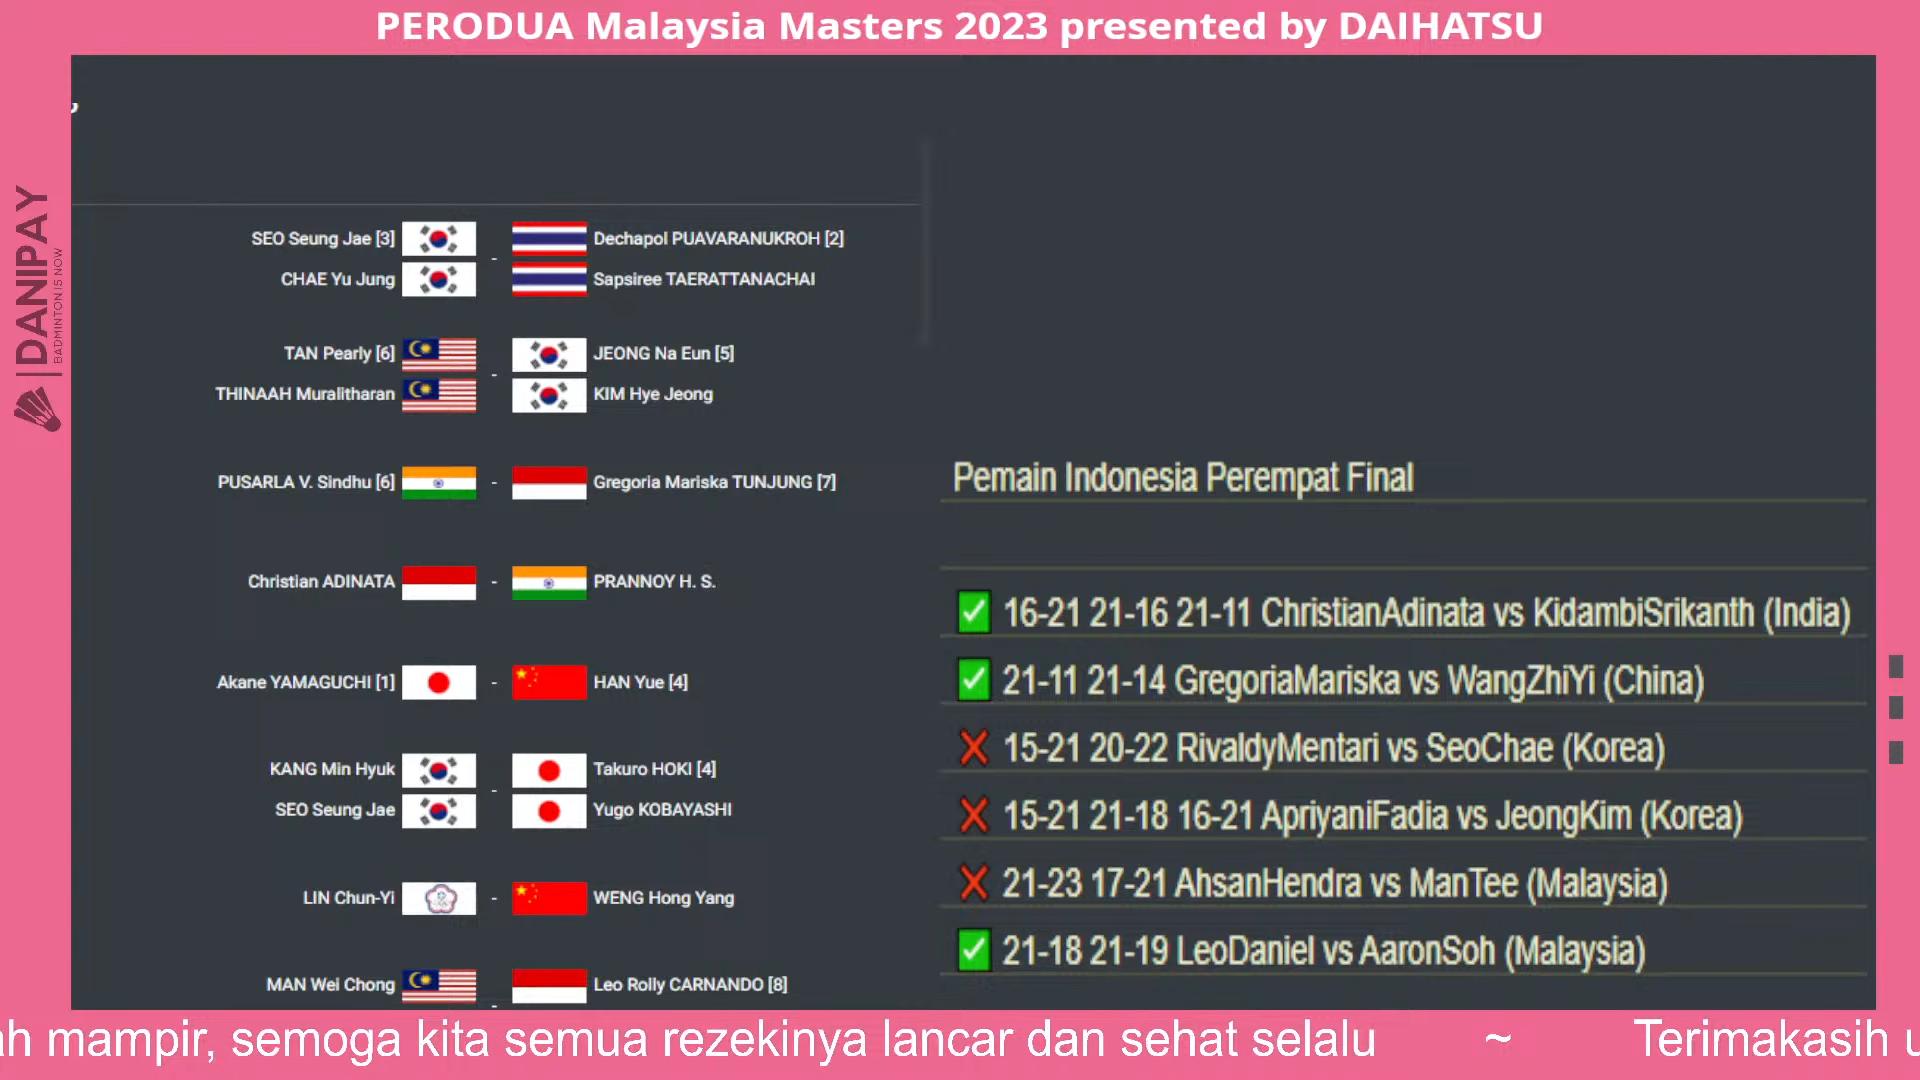 PERODUA Malaysia Masters 2023 presented by DAIHATSU
DANIPAY
BADMINTON IS NOW
SEO Seung Jae [3] - Dechapol PUAVARANUKROH [2]
CHAE Yu Jung Sapsiree TAERATTANACHAI
TAN Pearly [6] - JEONG Na Eun [5]
THINAAH Muralitharan KIM Hye Jeong
PUSARLA V. Sindhu [6] - Gregoria Mariska TUNJUNG [7]
Christian ADINATA - PRANNOY H. S.
Akane YAMAGUCHI [1] - HAN Yue [4]
KANG Min Hyuk - Takuro HOKI [4]
SEO Seung Jae Yugo KOBAYASHI
LIN Chun-Yi - WENG Hong Yang
MAN Wei Chong - Leo Rolly CARNANDO [8]
Pemain Indonesia Perempat Final
✅ 16-21 21-16 21-11 ChristianAdinata vs KidambiSrikanth (India)
✅ 21-11 21-14 GregoriaMariska vs WangZhiYi (China)
❌ 15-21 20-22 RivaldyMentari vs SeoChae (Korea)
❌ 15-21 21-18 16-21 ApriyaniFadia vs JeongKim (Korea)
❌ 21-23 17-21 AhsanHendra vs ManTee (Malaysia)
✅ 21-18 21-19 LeoDaniel vs AaronSoh (Malaysia)
ah mampir, semoga kita semua rezekinya lancar dan sehat selalu ~ Terimakasih u